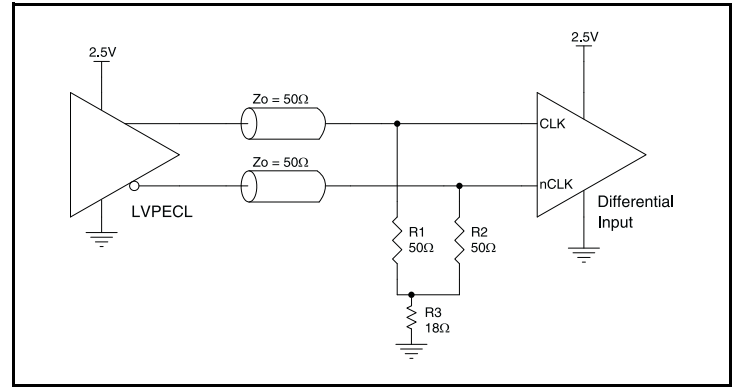 2.5V
2.5V
Zo = 50Ω
CLK
Zo = 50Ω
nCLK
LVPECL
Differential
Input
R1
50Ω
R2
50Ω
R3
18Ω